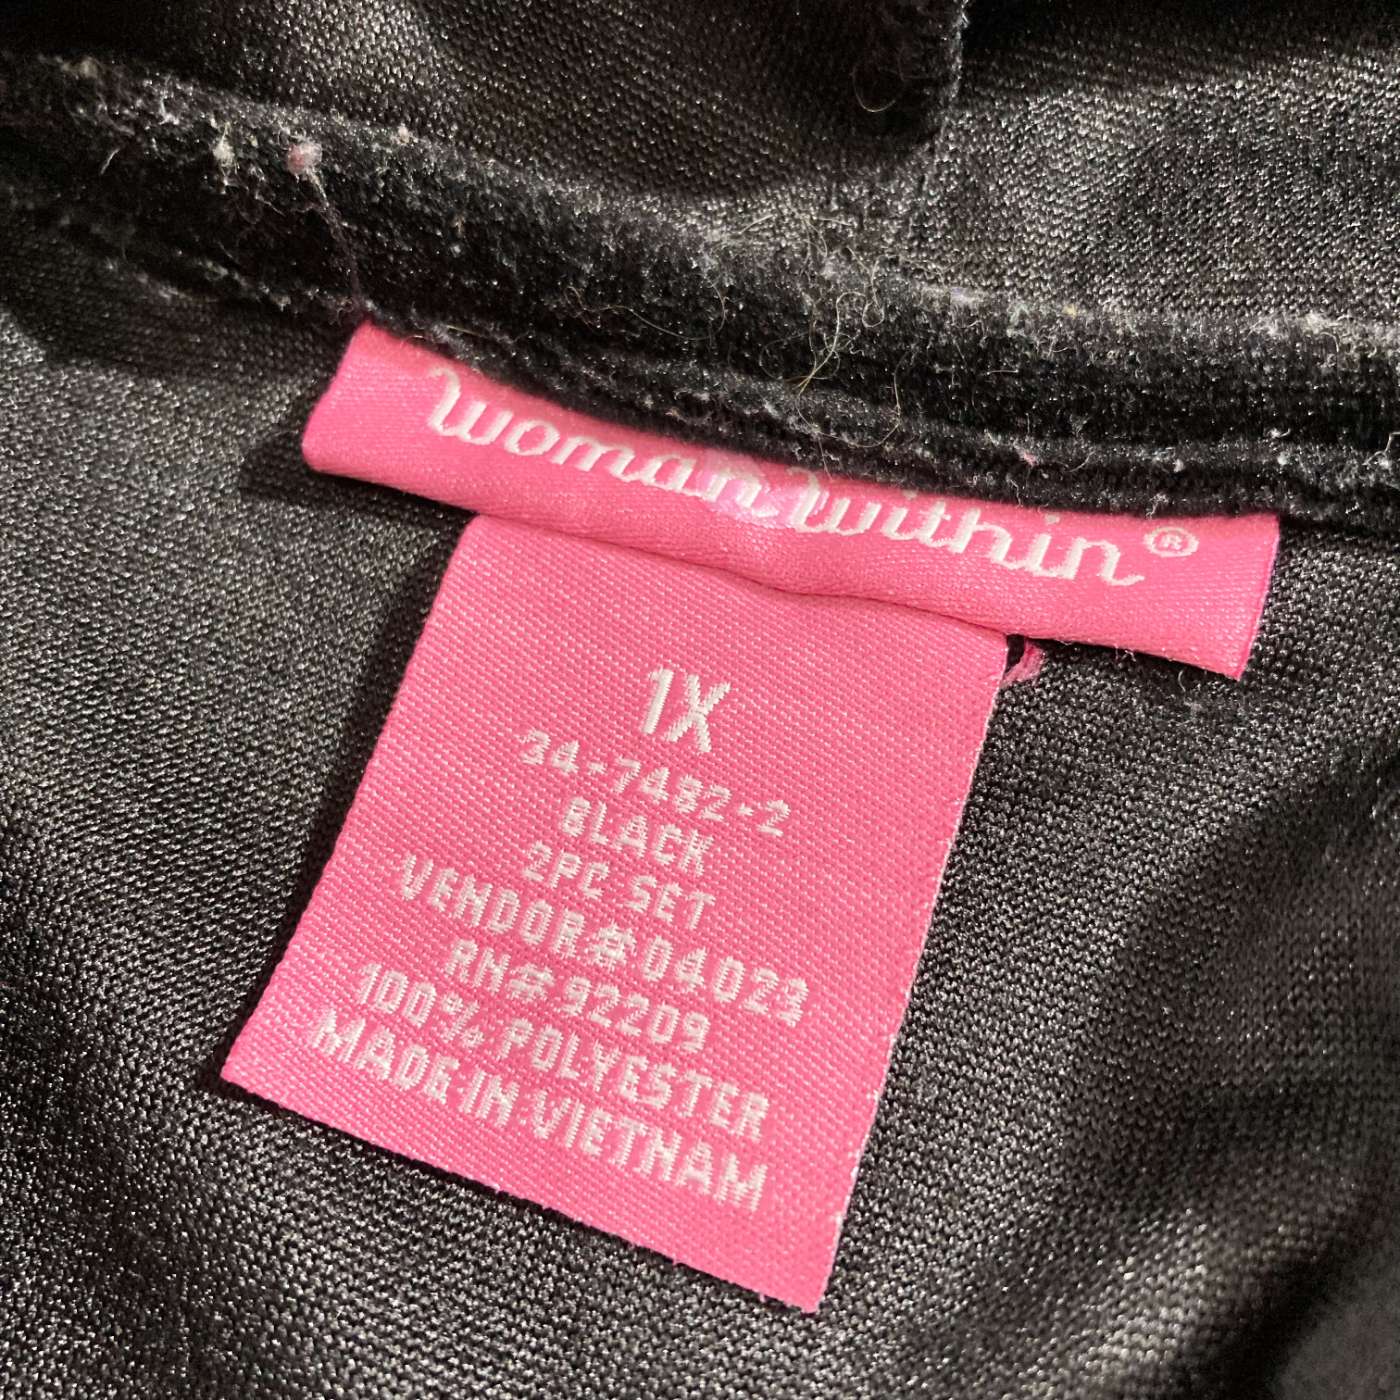 Woman Within®
1X
34-7482-2
BLACK
2PC SET
VENDOR#04023
RN#92209
100% POLYESTER
MADE IN VIETNAM